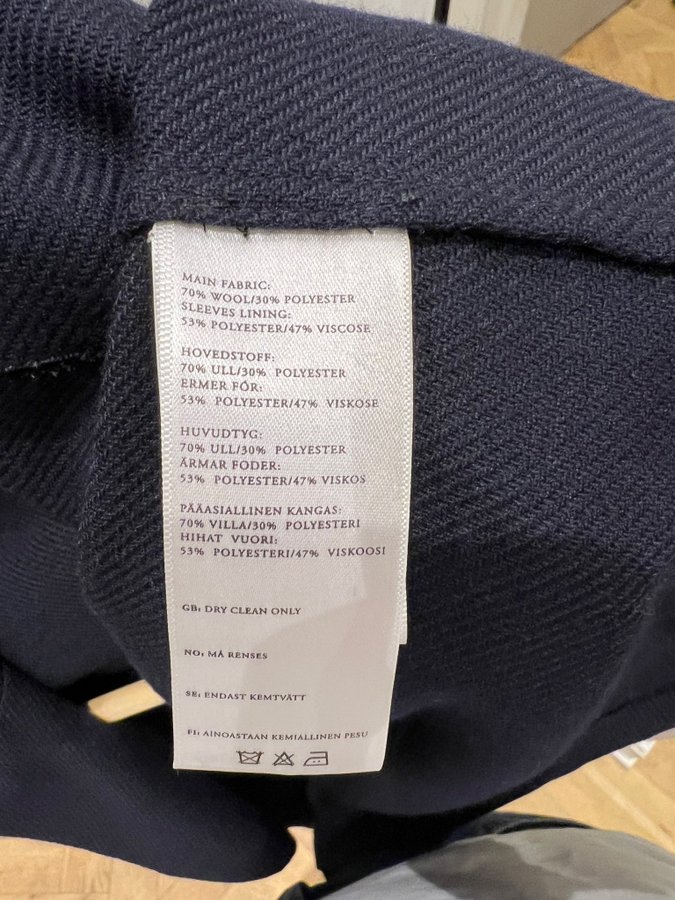 MAIN FABRIC:
70% WOOL/30% POLYESTER
SLEEVES LINING:
53% POLYESTER/47% VISCOSE
HOVEDSTOFF:
70% ULL/30% POLYESTER
ERMER FÓR:
53% POLYESTER/47% VISKOSE
HUVUDTYG:
70% ULL/30% POLYESTER
ÄRMAR FODER:
53% POLYESTER/47% VISKOS
PÄÄASIALLINEN KANGAS:
70% VILLA/30% POLYESTERI
HIHAT VUORI:
53% POLYESTERI/47% VISKOOSI
GB: DRY CLEAN ONLY
NO: MÅ RENSES
SE: ENDAST KEMTVÄTT
FI: AINOASTAAN KEMIALLINEN PESU